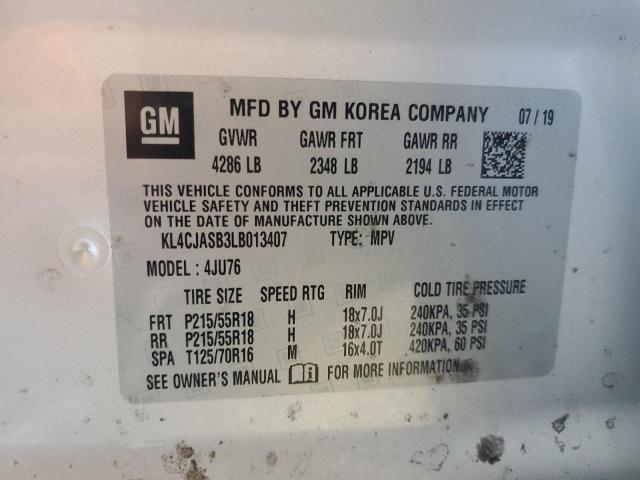 GM MFD BY GM KOREA COMPANY 07/19
GVWR GAWR FRT GAWR RR
4286 LB 2348 LB 2194 LB
THIS VEHICLE CONFORMS TO ALL APPLICABLE U.S. FEDERAL MOTOR
VEHICLE SAFETY AND THEFT PREVENTION STANDARDS IN EFFECT
ON THE DATE OF MANUFACTURE SHOWN ABOVE.
KL4CJASB3LB013407 TYPE: MPV
MODEL: 4JU76
TIRE SIZE SPEED RTG RIM COLD TIRE PRESSURE
FRT P215/55R18 H 18x7.0J 240KPA, 35 PSI
RR P215/55R18 H 18x7.0J 240KPA, 35 PSI
SPA T125/70R16 M 16x4.0T 420KPA, 60 PSI
SEE OWNER'S MANUAL FOR MORE INFORMATION